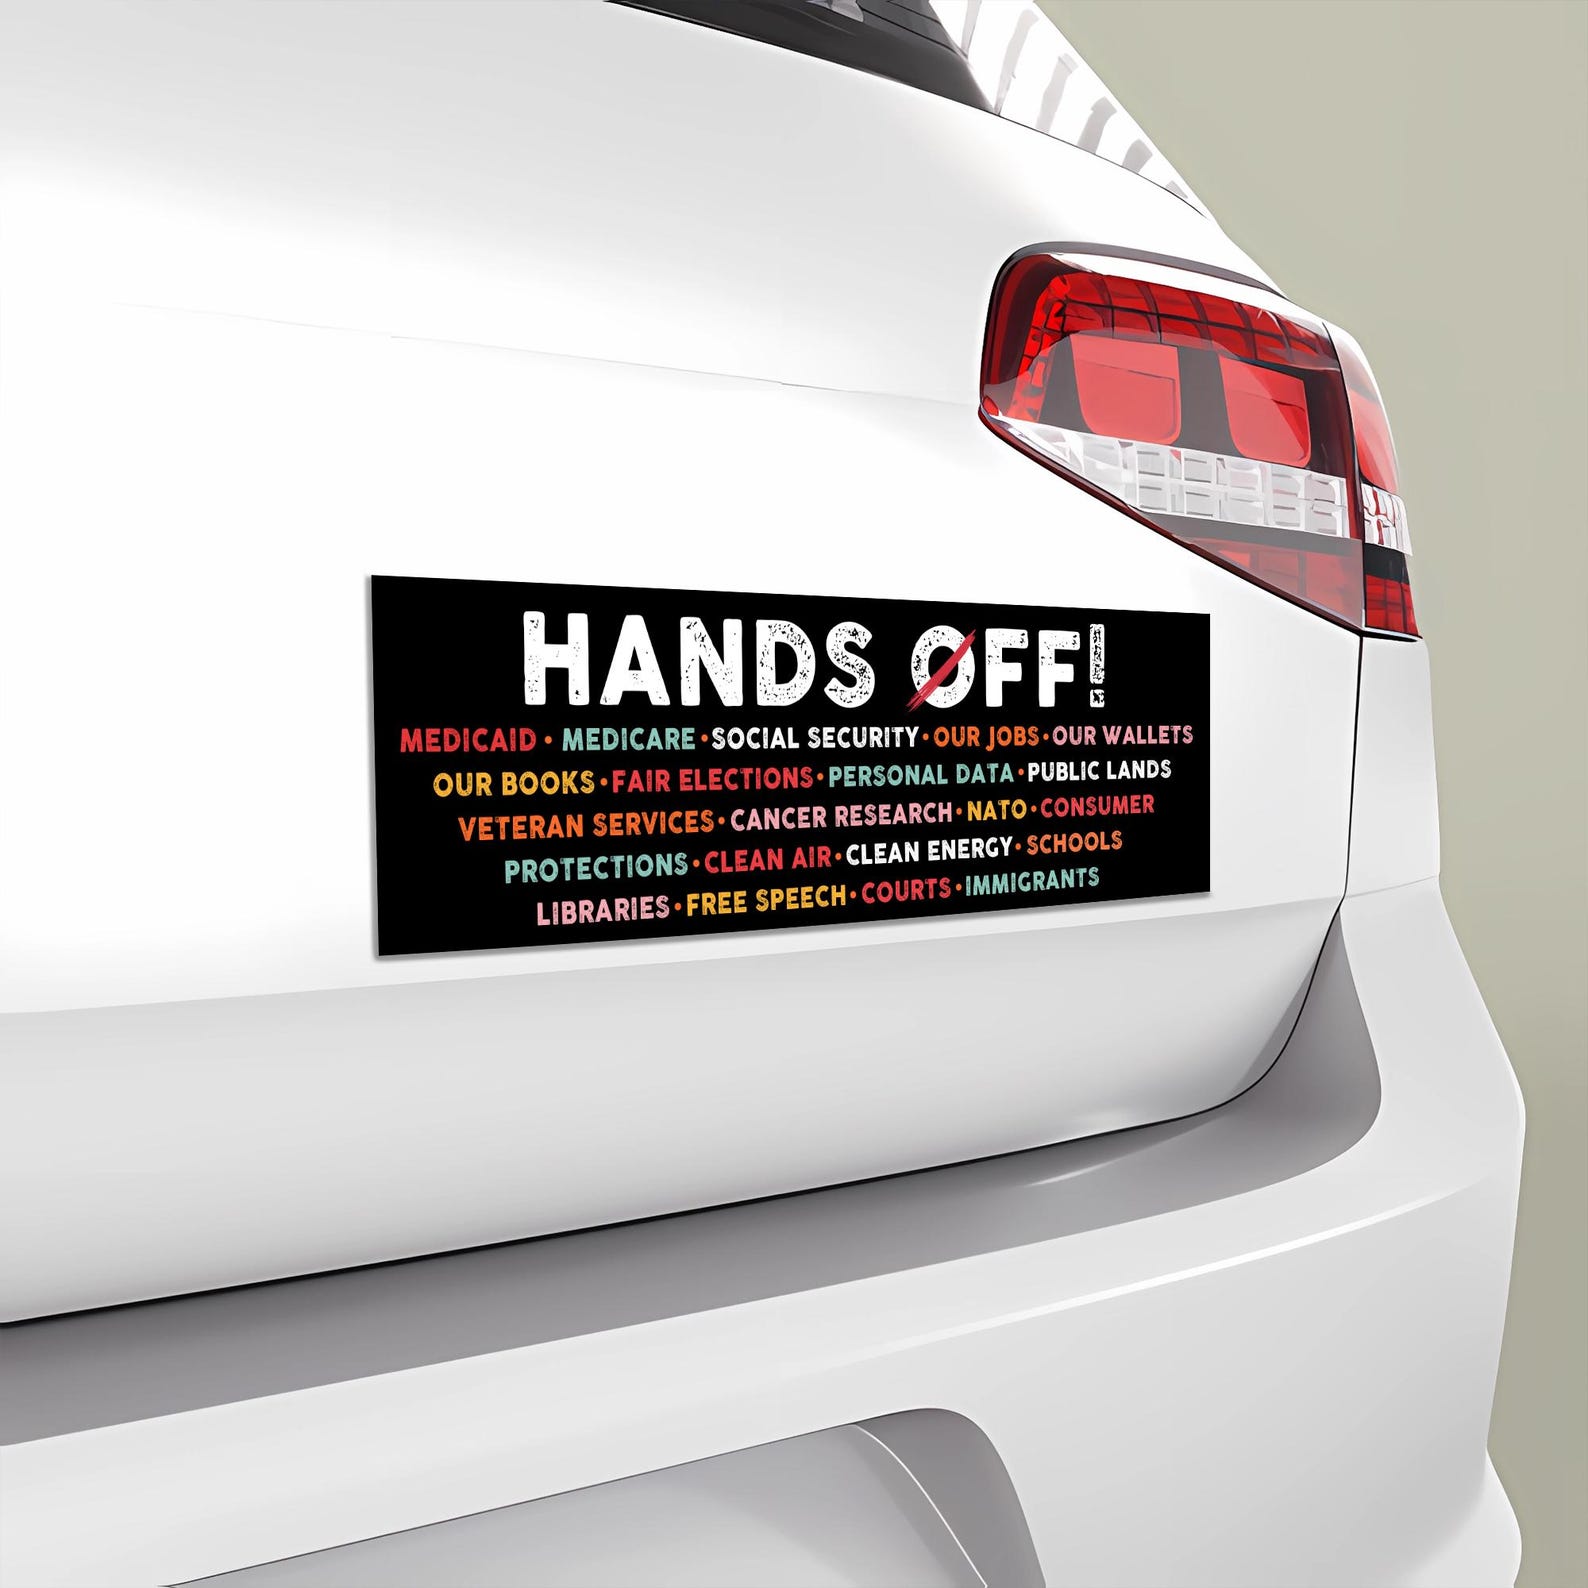 HANDS OFF!
MEDICAID • MEDICARE • SOCIAL SECURITY • OUR JOBS • OUR WALLETS
OUR BOOKS • FAIR ELECTIONS • PERSONAL DATA • PUBLIC LANDS
VETERAN SERVICES • CANCER RESEARCH • NATO • CONSUMER
PROTECTIONS • CLEAN AIR • CLEAN ENERGY • SCHOOLS
LIBRARIES • FREE SPEECH • COURTS • IMMIGRANTS